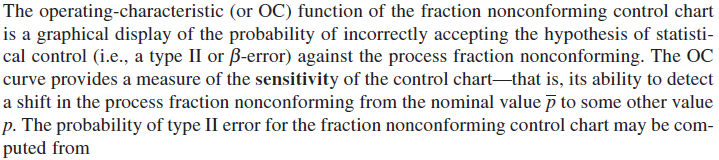 The operating-characteristic (or OC) function of the fraction nonconforming control chart
is a graphical display of the probability of incorrectly accepting the hypothesis of statisti-
cal control (i.e., a type II or β-error) against the process fraction nonconforming. The OC
curve provides a measure of the sensitivity of the control chart—that is, its ability to detect
a shift in the process fraction nonconforming from the nominal value p̅ to some other value
p. The probability of type II error for the fraction nonconforming control chart may be com-
puted from